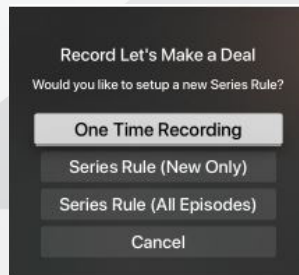 Record Let's Make a Deal
Would you like to setup a new Series Rule?
One Time Recording
Series Rule (New Only)
Series Rule (All Episodes)
Cancel